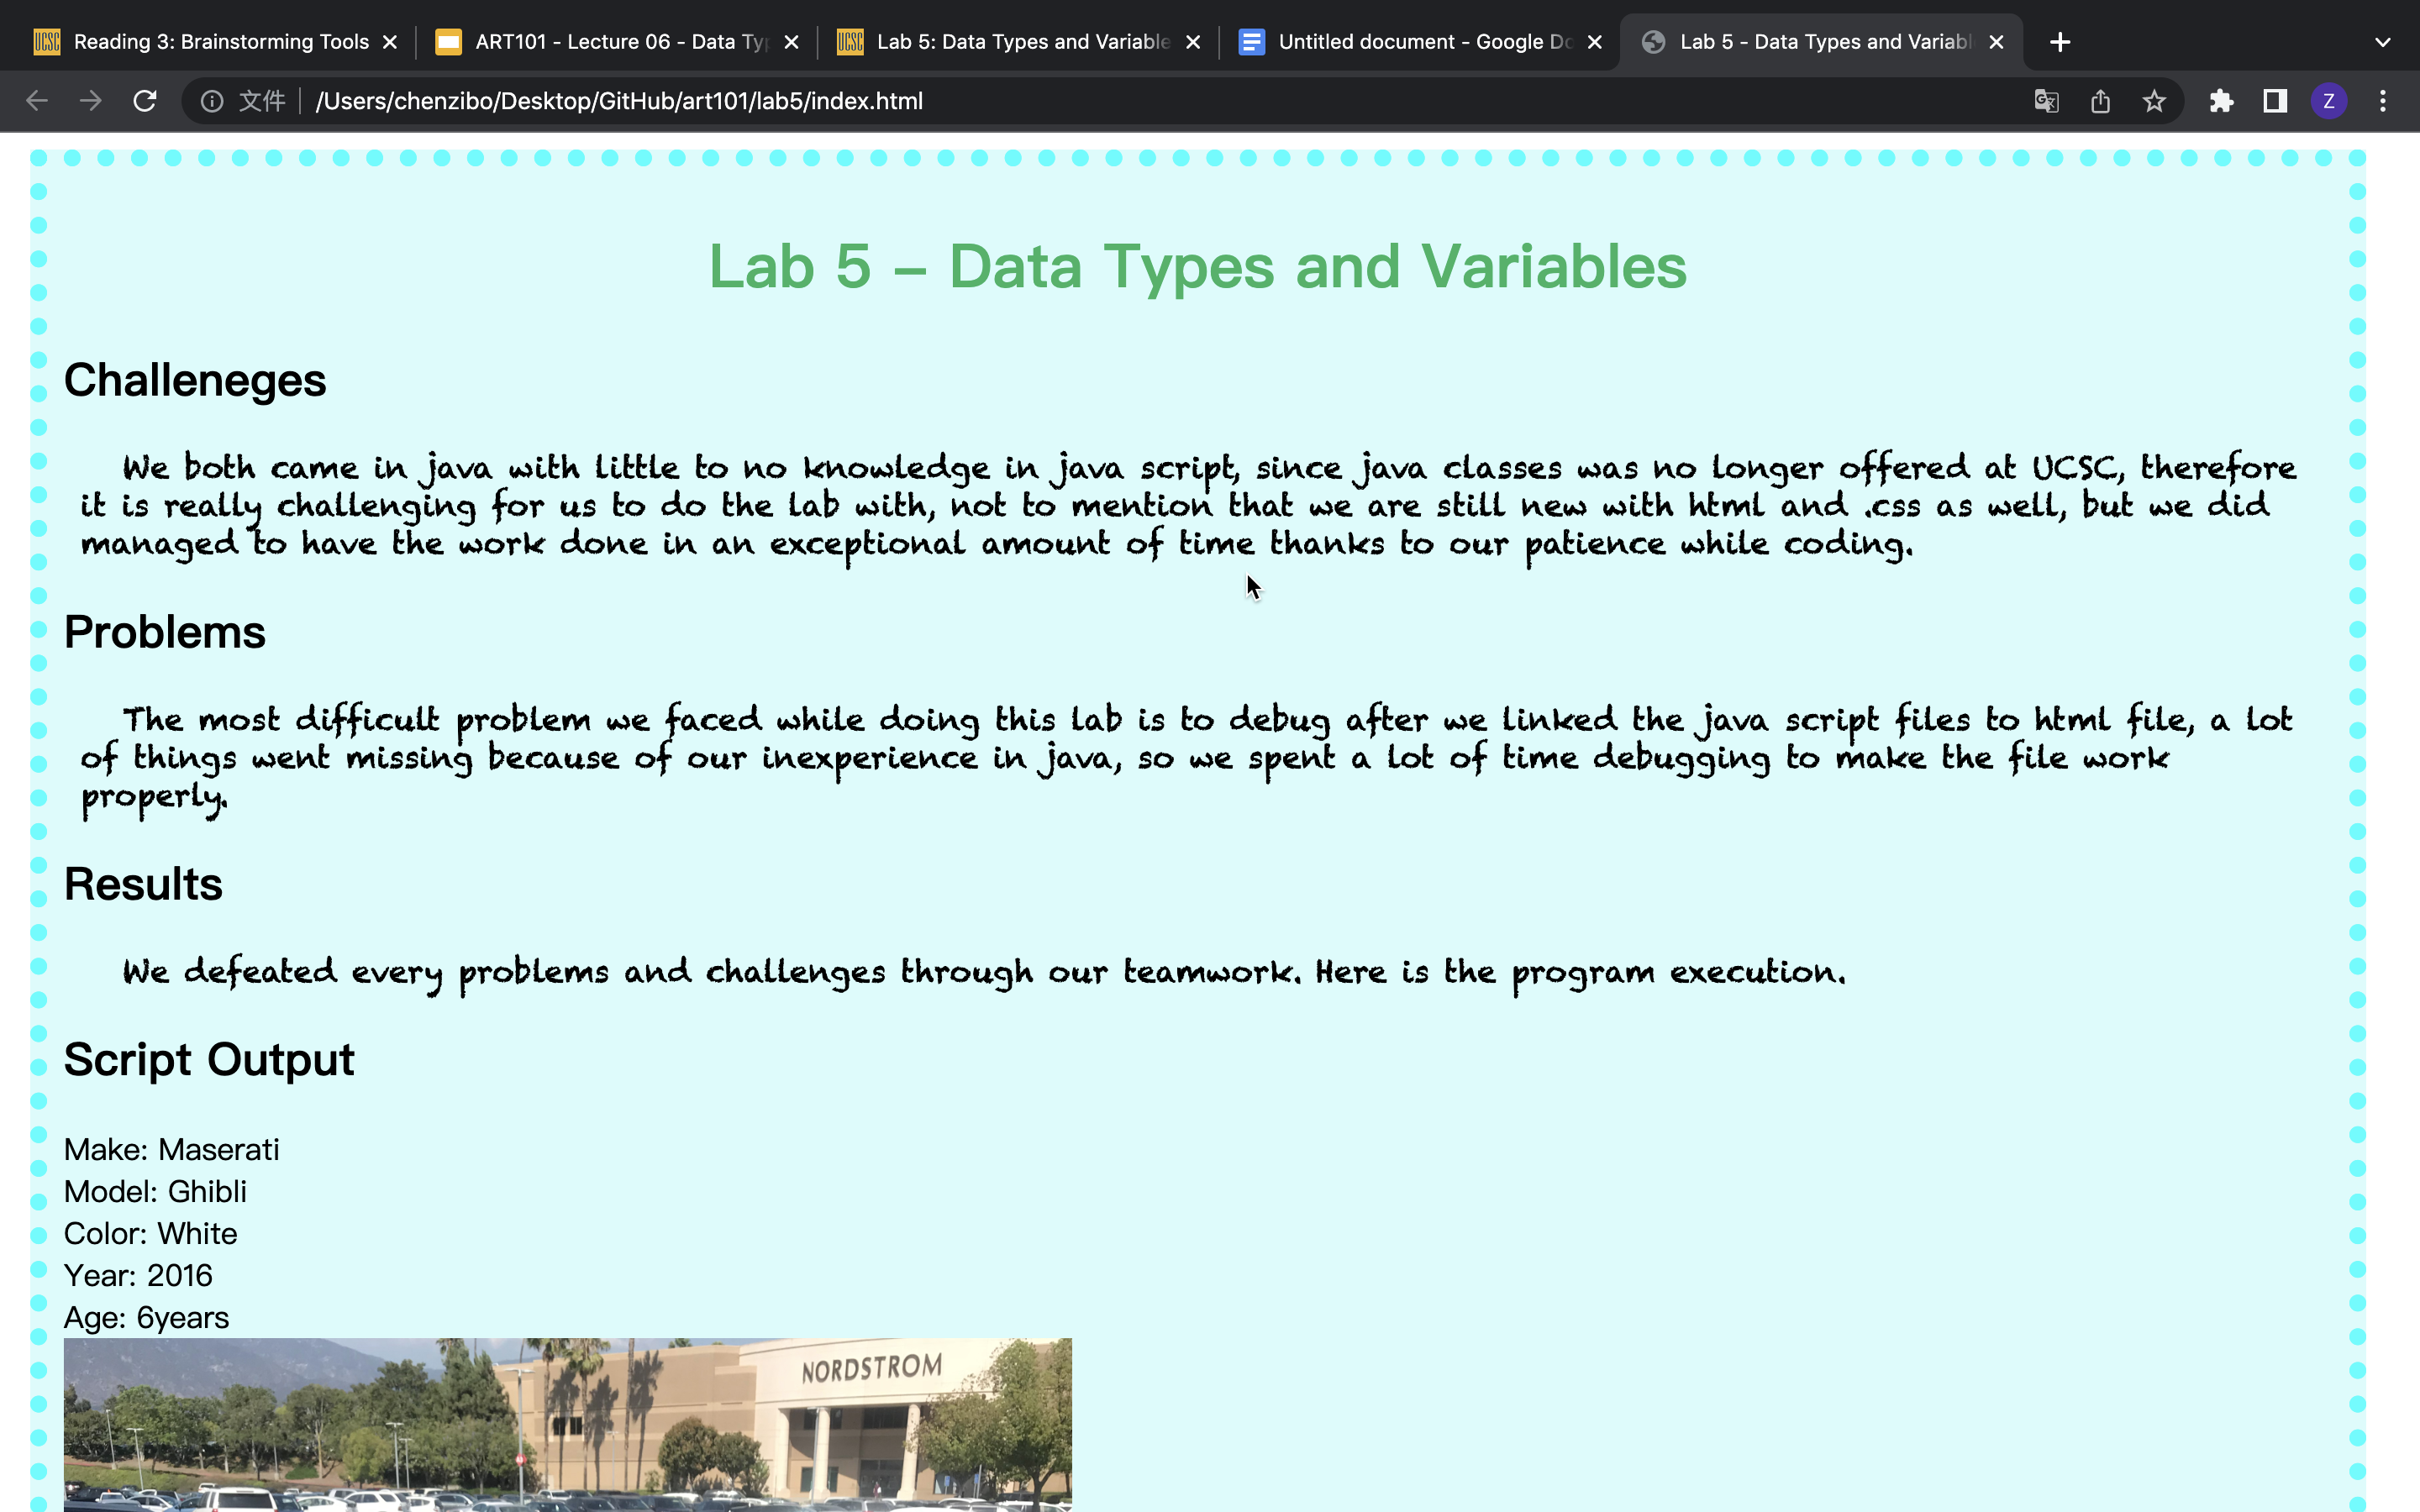 UCSC Reading 3: Brainstorming Tools
ART101 - Lecture 06 - Data Typ
UCSC Lab 5: Data Types and Variable
Untitled document - Google Do
Lab 5 - Data Types and Variabl
文件 /Users/chenzibo/Desktop/GitHub/art101/lab5/index.html
Z
Lab 5 – Data Types and Variables
Challeneges
We both came in java with little to no knowledge in java script, since java classes was no longer offered at UCSC, therefore
it is really challenging for us to do the lab with, not to mention that we are still new with html and .css as well, but we did
managed to have the work done in an exceptional amount of time thanks to our patience while coding.
Problems
The most difficult problem we faced while doing this lab is to debug after we linked the java script files to html file, a lot
of things went missing because of our inexperience in java, so we spent a lot of time debugging to make the file work
properly.
Results
We defeated every problems and challenges through our teamwork. Here is the program execution.
Script Output
Make: Maserati
Model: Ghibli
Color: White
Year: 2016
Age: 6years
NORDSTROM